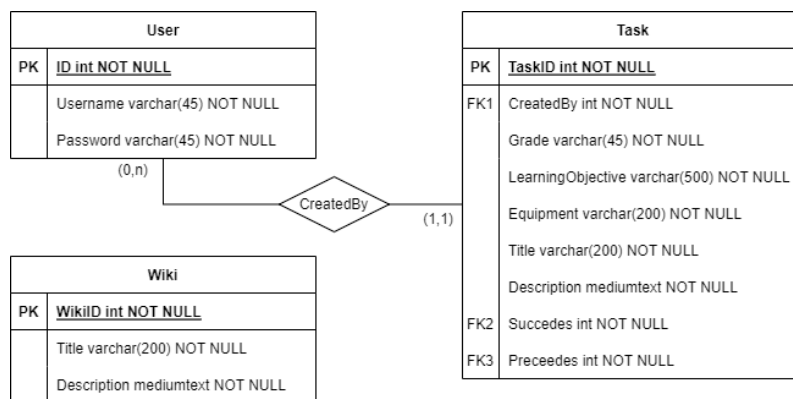 User
PK ID int NOT NULL
Username varchar(45) NOT NULL
Password varchar(45) NOT NULL
(0,n)
CreatedBy
(1,1)
Task
PK TaskID int NOT NULL
FK1 CreatedBy int NOT NULL
Grade varchar(45) NOT NULL
LearningObjective varchar(500) NOT NULL
Equipment varchar(200) NOT NULL
Title varchar(200) NOT NULL
Description mediumtext NOT NULL
FK2 Succedes int NOT NULL
FK3 Preceedes int NOT NULL
Wiki
PK WikiID int NOT NULL
Title varchar(200) NOT NULL
Description mediumtext NOT NULL